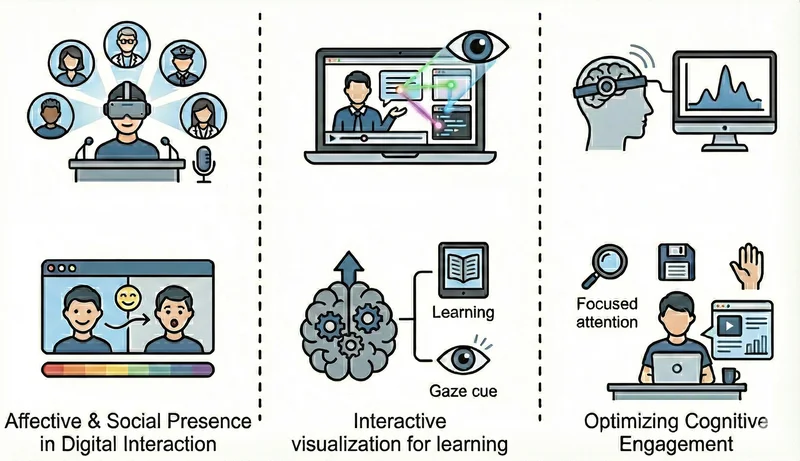 Learning
Gaze cue
Focused
attention
Affective & Social Presence
in Digital Interaction
Interactive
visualization for learning
Optimizing Cognitive
Engagement